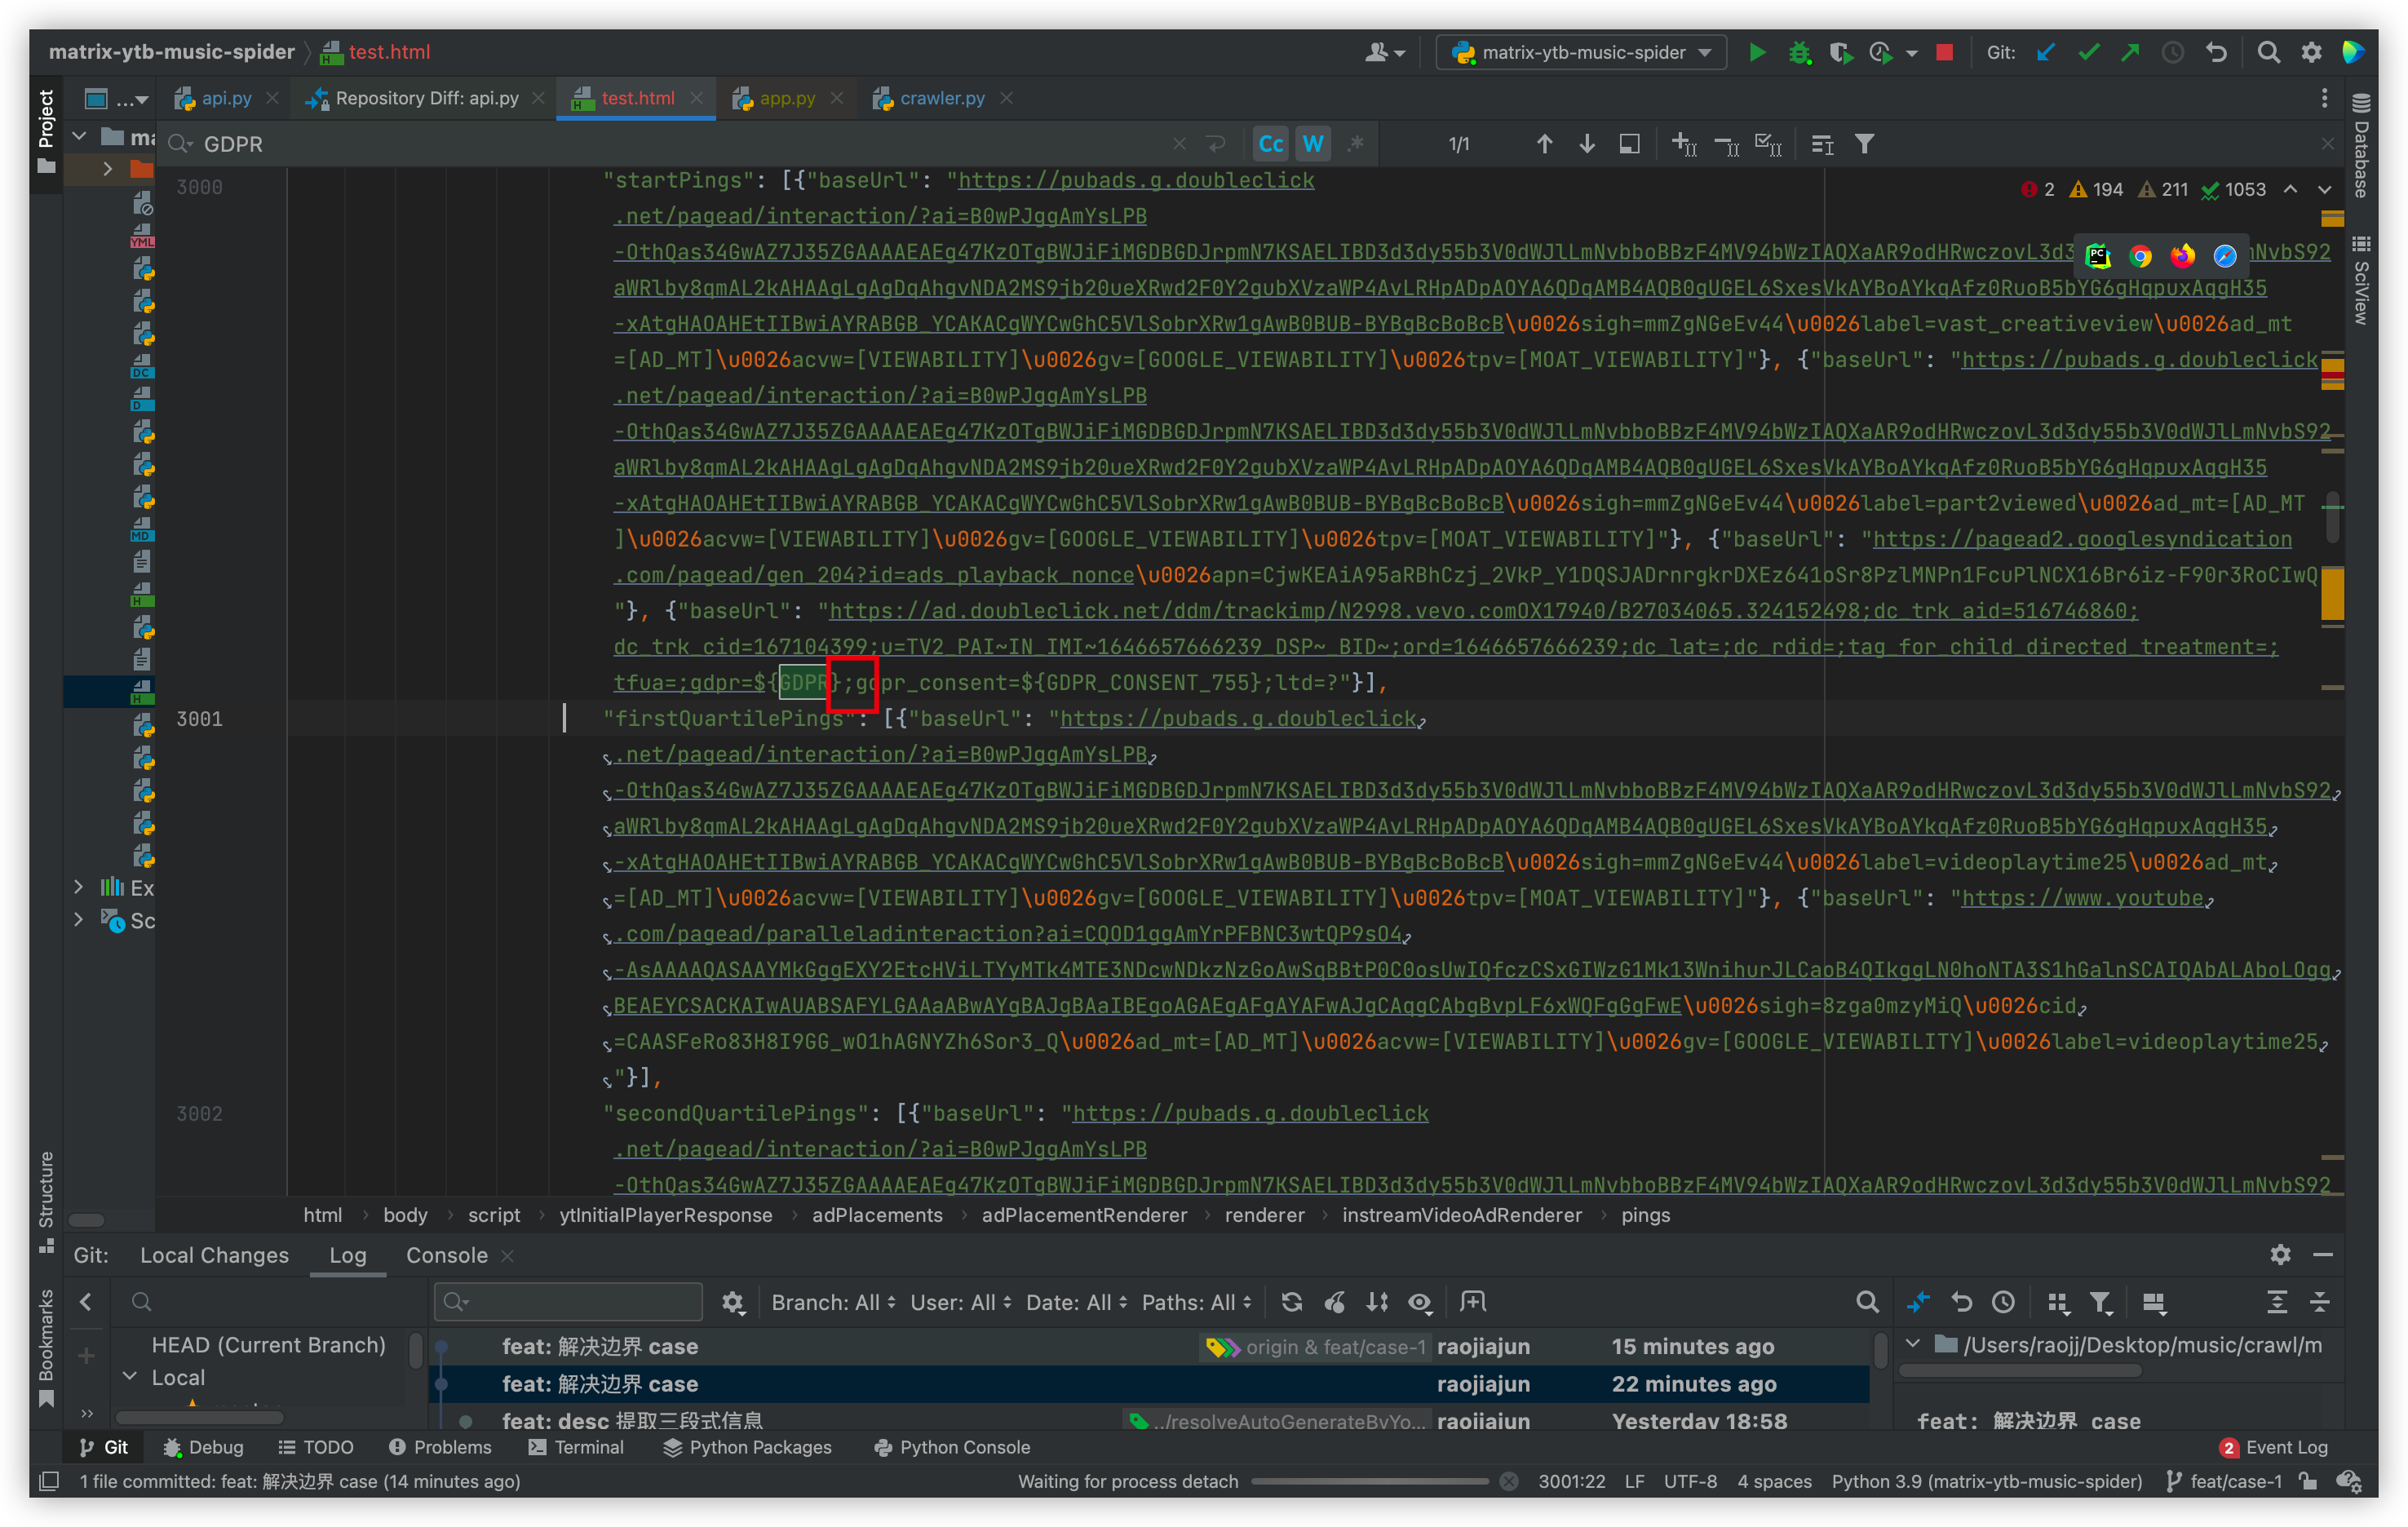 matrix-ytb-music-spider
test.html
matrix-ytb-music-spider
Git:
Project
...
api.py
Repository Diff: api.py
test.html
app.py
crawler.py
Database
SciView
GDPR
Cc
W
.*
1/1
2
194
211
1053
3000
"startPings": [{"baseUrl": "https://pubads.g.doubleclick
.net/pagead/interaction/?ai=B0wPJggAmYsLPB
-OthQas34GwAZ7J35ZGAAAAEAEg47KzOTgBWJiFiMGDBGDJrpmN7KSAELIBD3d3dy55b3V0dWJlLmNvbboBBzF4MV94bWzIAQXaAR9odHRwczovL3d3
nNvbS92
aWRlby8qmAL2kAHAAgLgAgDqAhgvNDA2MS9jb20ueXRwd2F0Y2gubXVzaWP4AvLRHpADpAOYA6QDqAMB4AQB0gUGEL6SxesVkAYBoAYkqAfz0RuoB5bYG6gHqpuxAqgH35
-xAtgHAOAHEtIIBwiAYRABGB_YCAKACgWYCwGhC5VlSobrXRw1gAwB0BUB-BYBgBcBoBcB\u0026sigh=mmZgNGeEv44\u0026label=vast_creativeview\u0026ad_mt
=[AD_MT]\u0026acvw=[VIEWABILITY]\u0026gv=[GOOGLE_VIEWABILITY]\u0026tpv=[MOAT_VIEWABILITY]"}, {"baseUrl": "https://pubads.g.doubleclick
.net/pagead/interaction/?ai=B0wPJggAmYsLPB
-OthQas34GwAZ7J35ZGAAAAEAEg47KzOTgBWJiFiMGDBGDJrpmN7KSAELIBD3d3dy55b3V0dWJlLmNvbboBBzF4MV94bWzIAQXaAR9odHRwczovL3d3dy55b3V0dWJlLmNvbS92
aWRlby8qmAL2kAHAAgLgAgDqAhgvNDA2MS9jb20ueXRwd2F0Y2gubXVzaWP4AvLRHpADpAOYA6QDqAMB4AQB0gUGEL6SxesVkAYBoAYkqAfz0RuoB5bYG6gHqpuxAqgH35
-xAtgHAOAHEtIIBwiAYRABGB_YCAKACgWYCwGhC5VlSobrXRw1gAwB0BUB-BYBgBcBoBcB\u0026sigh=mmZgNGeEv44\u0026label=part2viewed\u0026ad_mt=[AD_MT
]\u0026acvw=[VIEWABILITY]\u0026gv=[GOOGLE_VIEWABILITY]\u0026tpv=[MOAT_VIEWABILITY]"}, {"baseUrl": "https://pagead2.googlesyndication
.com/pagead/gen_204?id=ads_playback_nonce\u0026apn=CjwKEAiA95aRBhCzj_2VkP_Y1DQSJADrnrgkrDXEz641oSr8PzlMNPn1FcuPlNCX16Br6iz-F90r3RoCIwQ
"}, {"baseUrl": "https://ad.doubleclick.net/ddm/trackimp/N2998.vevo.comOX17940/B27034065.324152498;dc_trk_aid=516746860;
dc_trk_cid=167104399;u=TV2_PAI~IN_IMI~1646657666239_DSP~_BID~;ord=1646657666239;dc_lat=;dc_rdid=;tag_for_child_directed_treatment=;
tfua=;gdpr=${GDPR};gdpr_consent=${GDPR_CONSENT_755};ltd=?"}],
3001
"firstQuartilePings": [{"baseUrl": "https://pubads.g.doubleclick
.net/pagead/interaction/?ai=B0wPJggAmYsLPB
-OthQas34GwAZ7J35ZGAAAAEAEg47KzOTgBWJiFiMGDBGDJrpmN7KSAELIBD3d3dy55b3V0dWJlLmNvbboBBzF4MV94bWzIAQXaAR9odHRwczovL3d3dy55b3V0dWJlLmNvbS92
aWRlby8qmAL2kAHAAgLgAgDqAhgvNDA2MS9jb20ueXRwd2F0Y2gubXVzaWP4AvLRHpADpAOYA6QDqAMB4AQB0gUGEL6SxesVkAYBoAYkqAfz0RuoB5bYG6gHqpuxAqgH35
-xAtgHAOAHEtIIBwiAYRABGB_YCAKACgWYCwGhC5VlSobrXRw1gAwB0BUB-BYBgBcBoBcB\u0026sigh=mmZgNGeEv44\u0026label=videoplaytime25\u0026ad_mt
=[AD_MT]\u0026acvw=[VIEWABILITY]\u0026gv=[GOOGLE_VIEWABILITY]\u0026tpv=[MOAT_VIEWABILITY]"}, {"baseUrl": "https://www.youtube
.com/pagead/paralleladinteraction?ai=CQOD1ggAmYrPFBNC3wtQP9sO4
-AsAAAAQASAAYMkGggEXY2EtcHViLTYyMTk4MTE3NDcwNDkzNzGoAwSqBBtP0C0osUwIQfczCSxGIWzG1Mk13WnihurJLCaoB4QIkggLN0hoNTA3S1hGalnSCAIQAbALAboLOgg
BEAEYCSACKAIwAUABSAFYLGAAaABwAYgBAJgBAaIBEgoAGAEgAFgAYAFwAJgCAqgCAbgBvpLF6xWQFgGgFwE\u0026sigh=8zga0mzyMiQ\u0026cid
=CAASFeRo83H8I9GG_wO1hAGNYZh6Sor3_Q\u0026ad_mt=[AD_MT]\u0026acvw=[VIEWABILITY]\u0026gv=[GOOGLE_VIEWABILITY]\u0026label=videoplaytime25
"}],
3002
"secondQuartilePings": [{"baseUrl": "https://pubads.g.doubleclick
.net/pagead/interaction/?ai=B0wPJggAmYsLPB
-OthQas34GwAZ7J35ZGAAAAEAEg47KzOTgBWJiFiMGDBGDJrpmN7KSAELIBD3d3dy55b3V0dWJlLmNvbboBBzF4MV94bWzIAQXaAR9odHRwczovL3d3dy55b3V0dWJlLmNvbS92
ma
YML
DC
D
MD
H
H
Ex
Sc
html
body
script
ytInitialPlayerResponse
adPlacements
adPlacementRenderer
renderer
instreamVideoAdRenderer
pings
Structure
Bookmarks
Git:
Local Changes
Log
Console
Branch: All
User: All
Date: All
Paths: All
HEAD (Current Branch)
Local
feat: 解决边界 case
origin & feat/case-1
raojiajun
15 minutes ago
feat: 解决边界 case
raojiajun
22 minutes ago
feat: desc 提取三段式信息
../resolveAutoGenerateByYo...
raojiajun
Yesterday 18:58
/Users/raojj/Desktop/music/crawl/m
feat: 解决边界 case
Git
Debug
TODO
Problems
Terminal
Python Packages
Python Console
2 Event Log
1 file committed: feat: 解决边界 case (14 minutes ago)
Waiting for process detach
3001:22
LF
UTF-8
4 spaces
Python 3.9 (matrix-ytb-music-spider)
feat/case-1